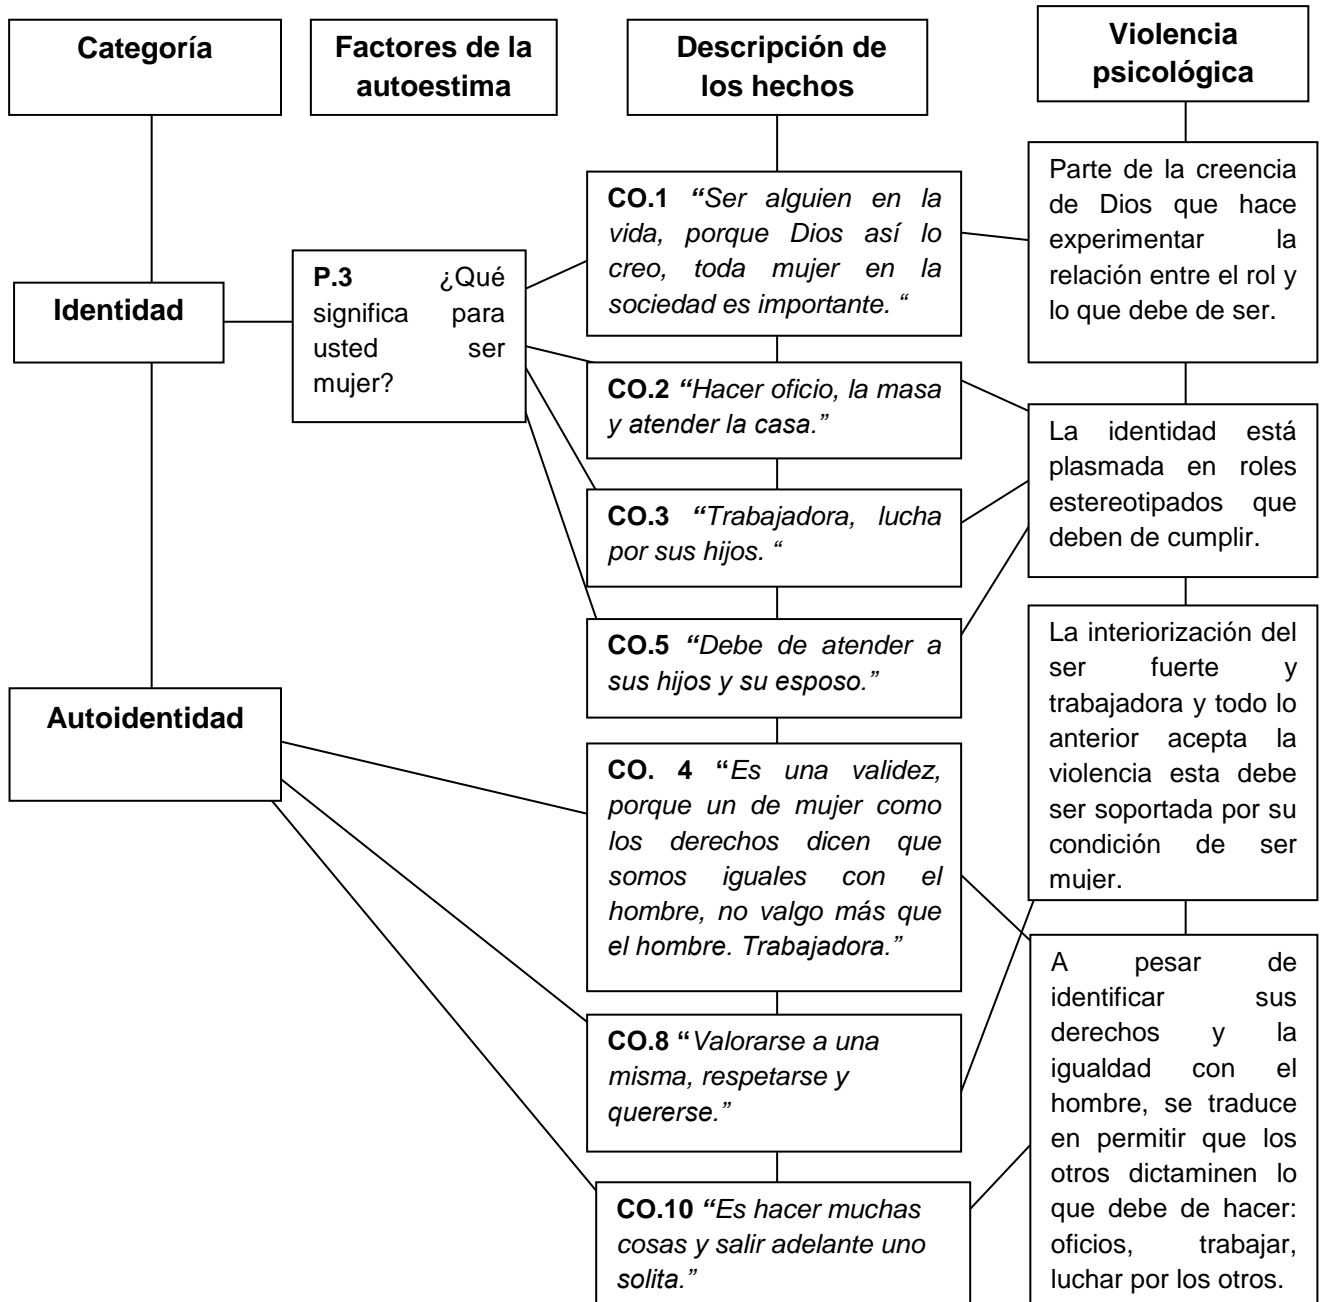 Categoría
Factores de la
autoestima
Descripción de
los hechos
Violencia
psicológica
Identidad
P.3 ¿Qué
significa para
usted ser
mujer?
CO.1 “Ser alguien en la
vida, porque Dios así lo
creo, toda mujer en la
sociedad es importante. “
Parte de la creencia
de Dios que hace
experimentar la
relación entre el rol y
lo que debe de ser.
CO.2 “Hacer oficio, la masa
y atender la casa.”
CO.3 “Trabajadora, lucha
por sus hijos. “
La identidad está
plasmada en roles
estereotipados que
deben de cumplir.
CO.5 “Debe de atender a
sus hijos y su esposo.”
La interiorización del
ser fuerte y
trabajadora y todo lo
anterior acepta la
violencia esta debe
ser soportada por su
condición de ser
mujer.
Autoidentidad
CO. 4 “Es una validez,
porque un de mujer como
los derechos dicen que
somos iguales con el
hombre, no valgo más que
el hombre. Trabajadora.”
CO.8 “Valorarse a una
misma, respetarse y
quererse.”
CO.10 “Es hacer muchas
cosas y salir adelante uno
solita.”
A pesar de
identificar sus
derechos y la
igualdad con el
hombre, se traduce
en permitir que los
otros dictaminen lo
que debe de hacer:
oficios, trabajar,
luchar por los otros.